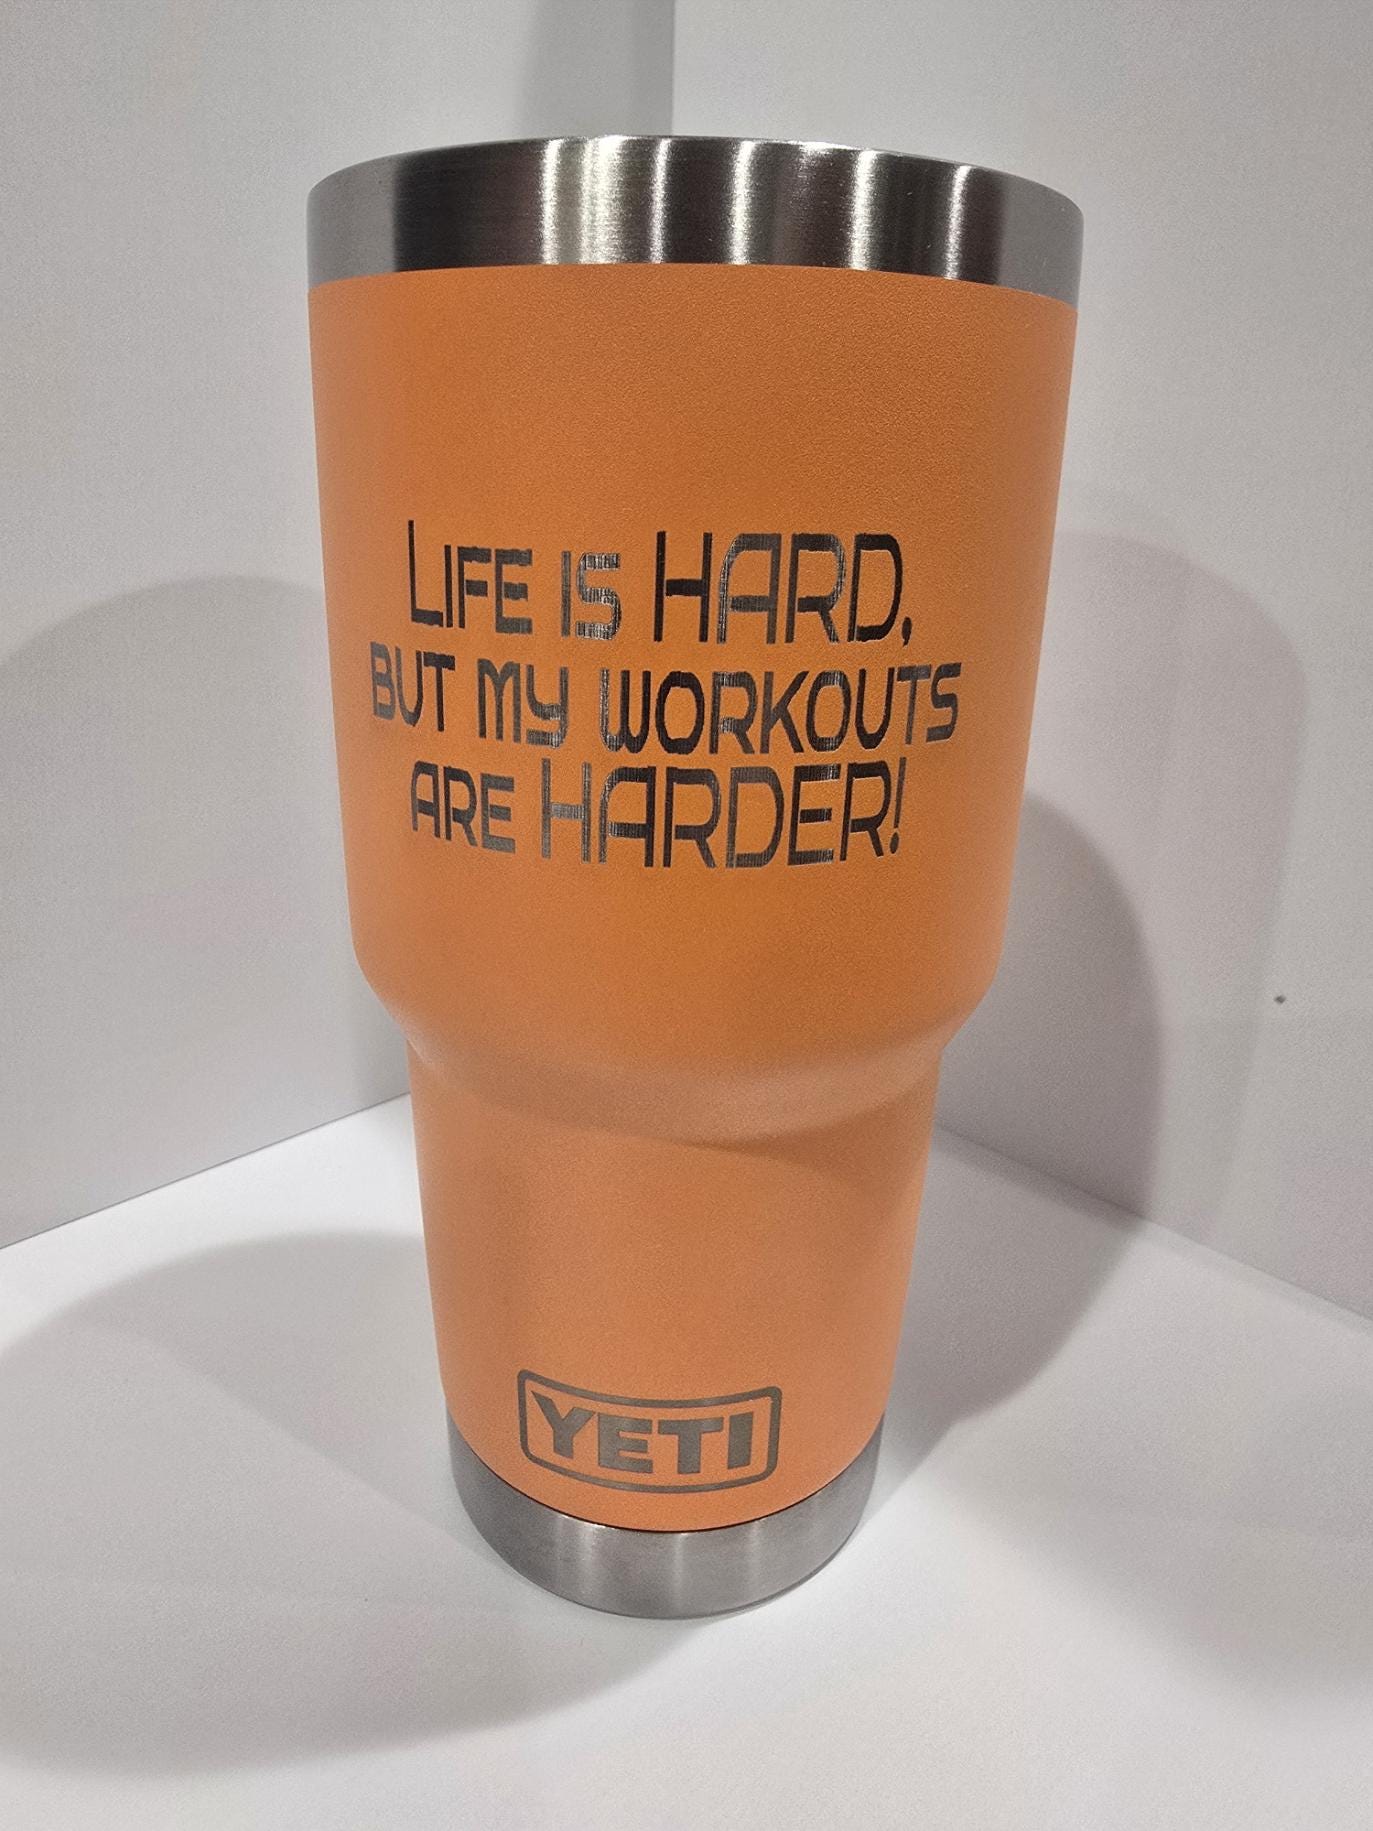 Life is HARD,
but my workouts
are HARDER!
YETI